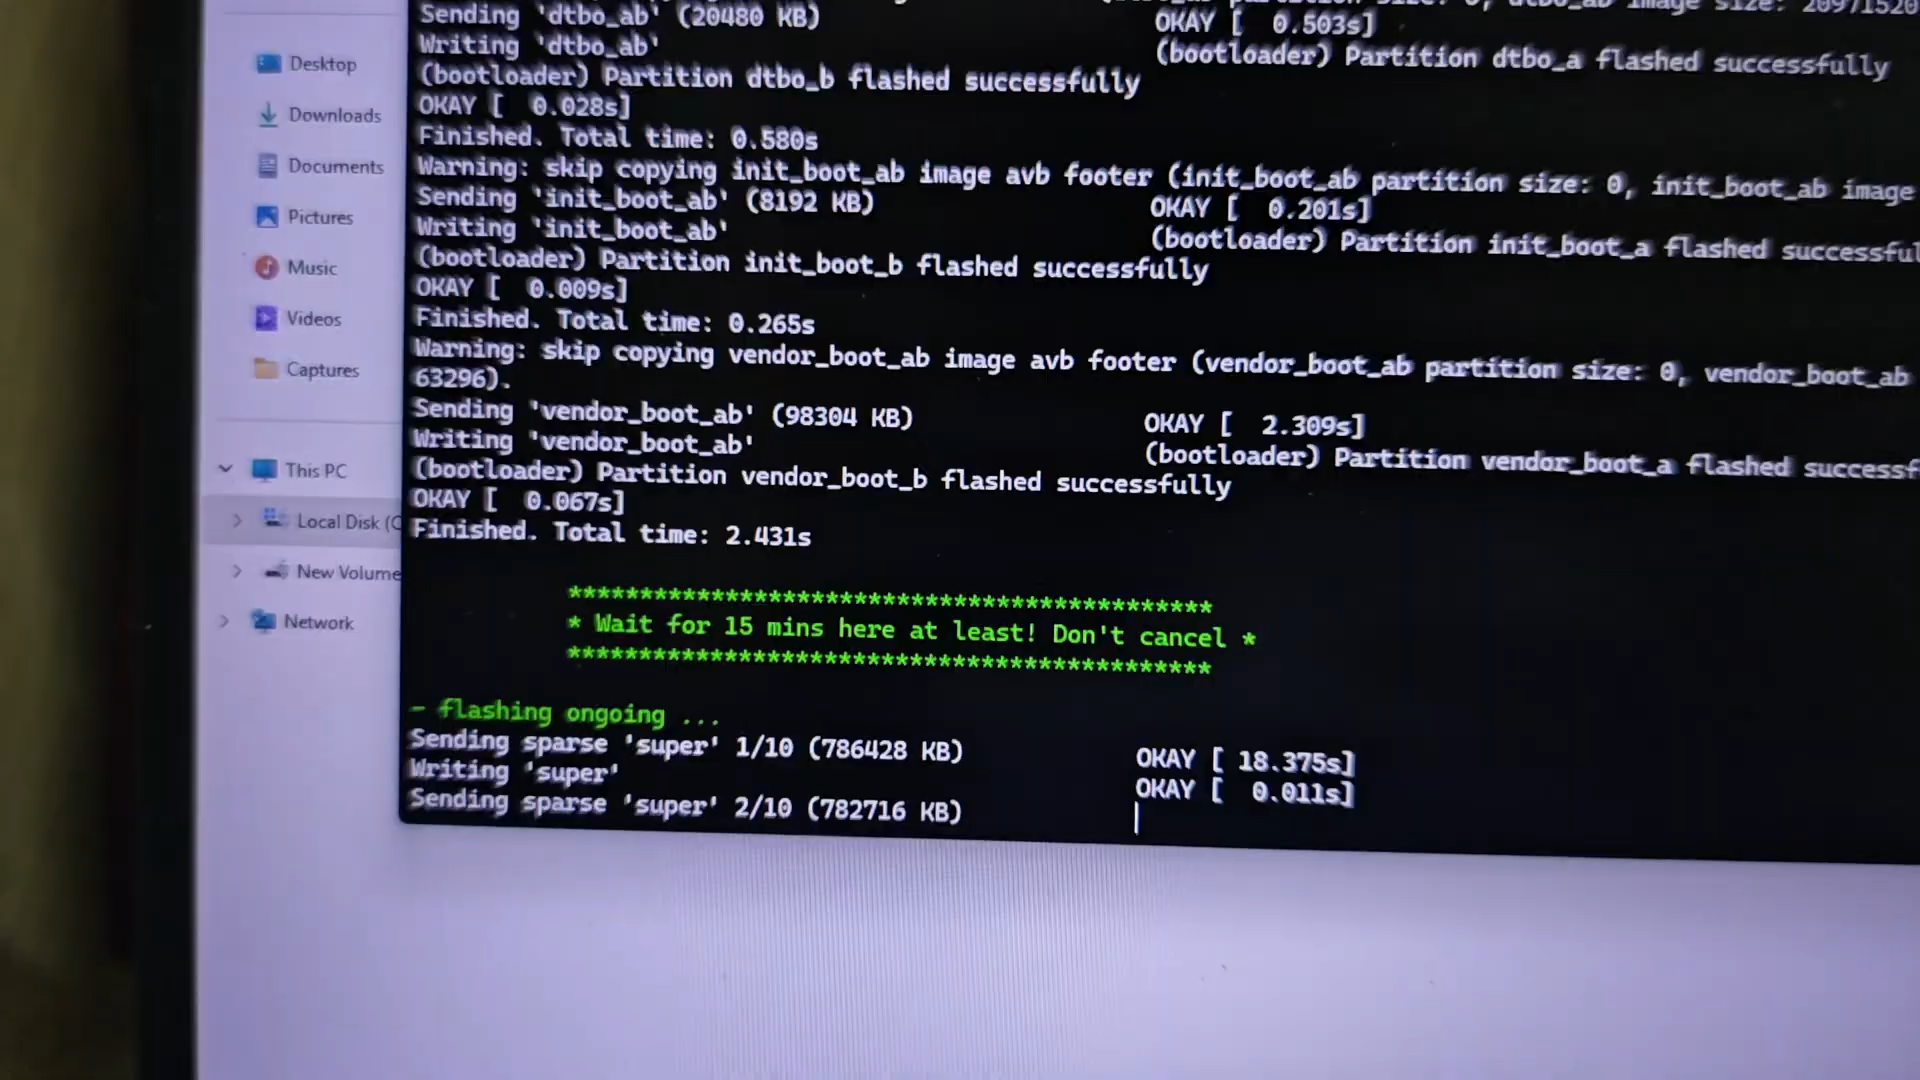 Desktop
Downloads
Documents
Pictures
Music
Videos
Captures
This PC
Local Disk (C
New Volume
Network
Sending 'dtbo_ab' (20480 KB) OKAY [ 0.503s]
Writing 'dtbo_ab' (bootloader) Partition dtbo_a flashed successfully
(bootloader) Partition dtbo_b flashed successfully
OKAY [ 0.028s]
Finished. Total time: 0.580s
Warning: skip copying init_boot_ab image avb footer (init_boot_ab partition size: 0, init_boot_ab image
Sending 'init_boot_ab' (8192 KB) OKAY [ 0.201s]
Writing 'init_boot_ab' (bootloader) Partition init_boot_a flashed successful
(bootloader) Partition init_boot_b flashed successfully
OKAY [ 0.009s]
Finished. Total time: 0.265s
Warning: skip copying vendor_boot_ab image avb footer (vendor_boot_ab partition size: 0, vendor_boot_ab
63296).
Sending 'vendor_boot_ab' (98304 KB) OKAY [ 2.309s]
Writing 'vendor_boot_ab' (bootloader) Partition vendor_boot_a flashed successf
(bootloader) Partition vendor_boot_b flashed successfully
OKAY [ 0.067s]
Finished. Total time: 2.431s
*********************************************
* Wait for 15 mins here at least! Don't cancel *
*********************************************
- flashing ongoing ...
Sending sparse 'super' 1/10 (786428 KB) OKAY [ 18.375s]
Writing 'super' OKAY [ 0.011s]
Sending sparse 'super' 2/10 (782716 KB)